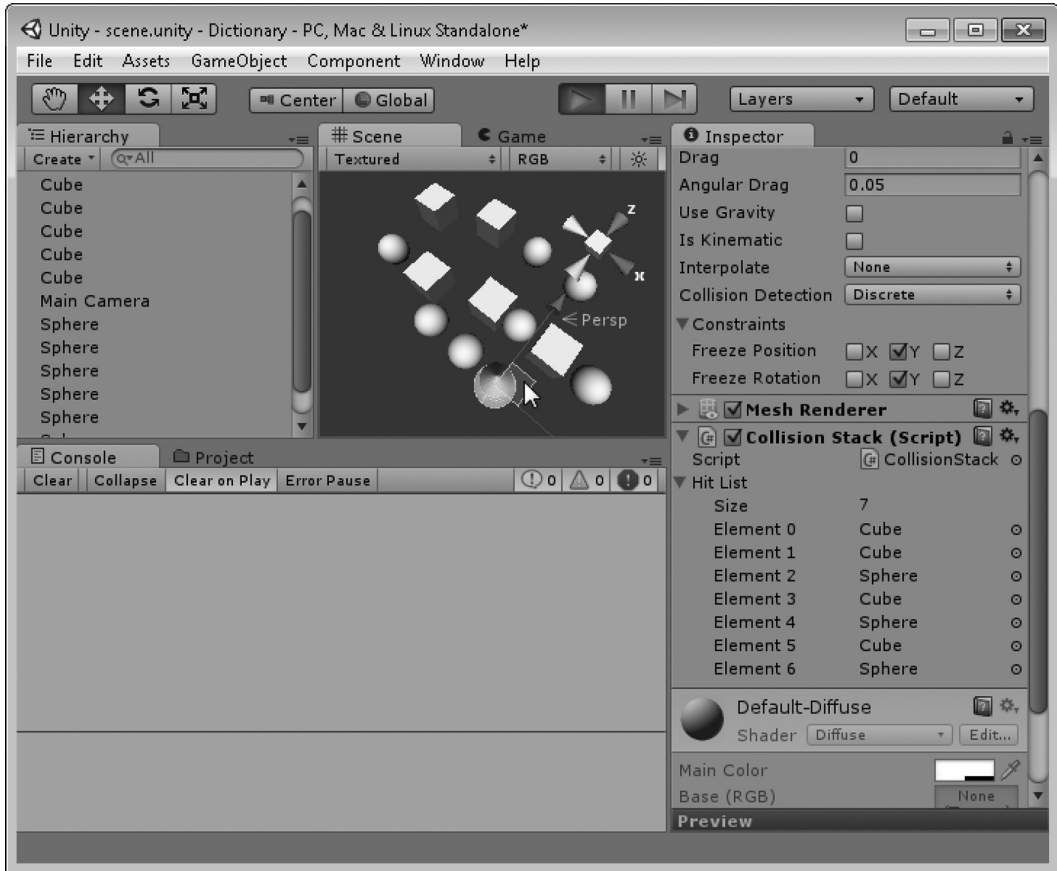 Unity - scene.unity - Dictionary - PC, Mac & Linux Standalone*
File Edit Assets GameObject Component Window Help
Center Global Layers Default
Hierarchy
Create All
Cube
Cube
Cube
Cube
Cube
Main Camera
Sphere
Sphere
Sphere
Sphere
Sphere
Scene Game
Textured RGB
z
x
Persp
Console Project
Clear Collapse Clear on Play Error Pause 0 0 0
Inspector
Drag 0
Angular Drag 0.05
Use Gravity
Is Kinematic
Interpolate None
Collision Detection Discrete
Constraints
Freeze Position X Y Z
Freeze Rotation X Y Z
Mesh Renderer
Collision Stack (Script)
Script CollisionStack
Hit List
Size 7
Element 0 Cube
Element 1 Cube
Element 2 Sphere
Element 3 Cube
Element 4 Sphere
Element 5 Cube
Element 6 Sphere
Default-Diffuse
Shader Diffuse Edit...
Main Color
Base (RGB) None
Preview